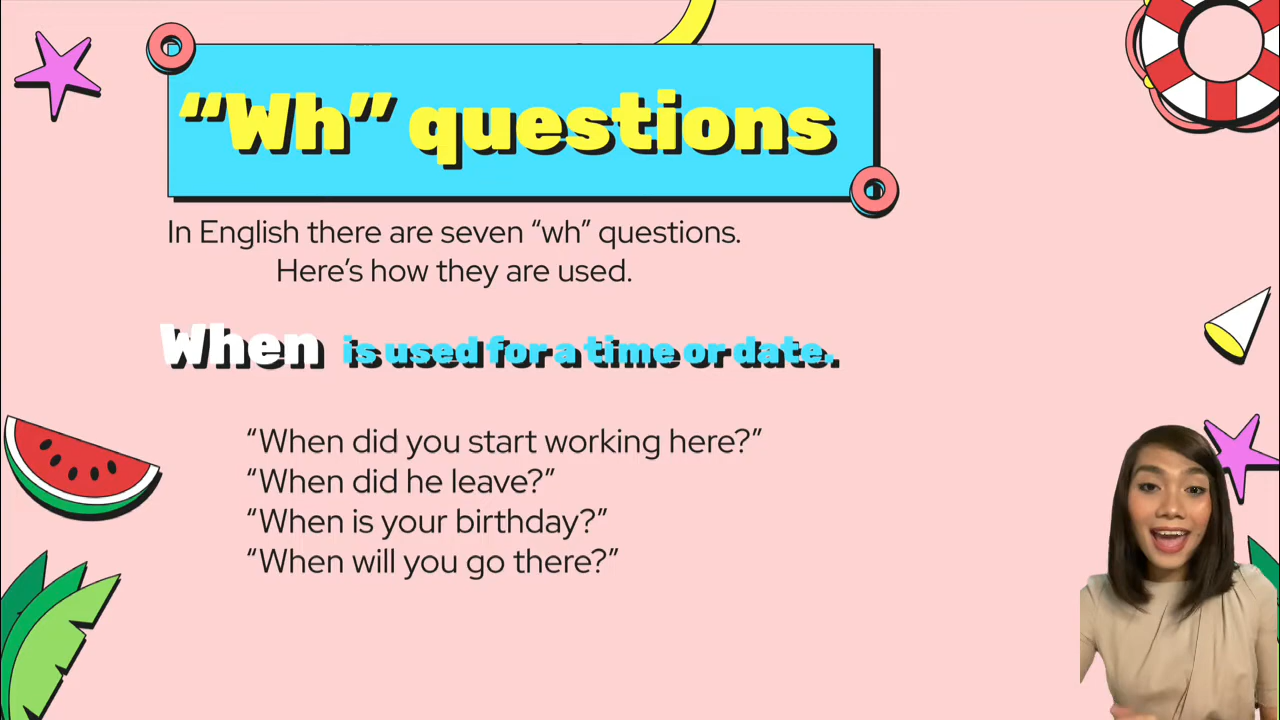 “Wh” questions
In English there are seven “wh” questions.
Here’s how they are used.
When is used for a time or date.
“When did you start working here?”
“When did he leave?”
“When is your birthday?”
“When will you go there?”